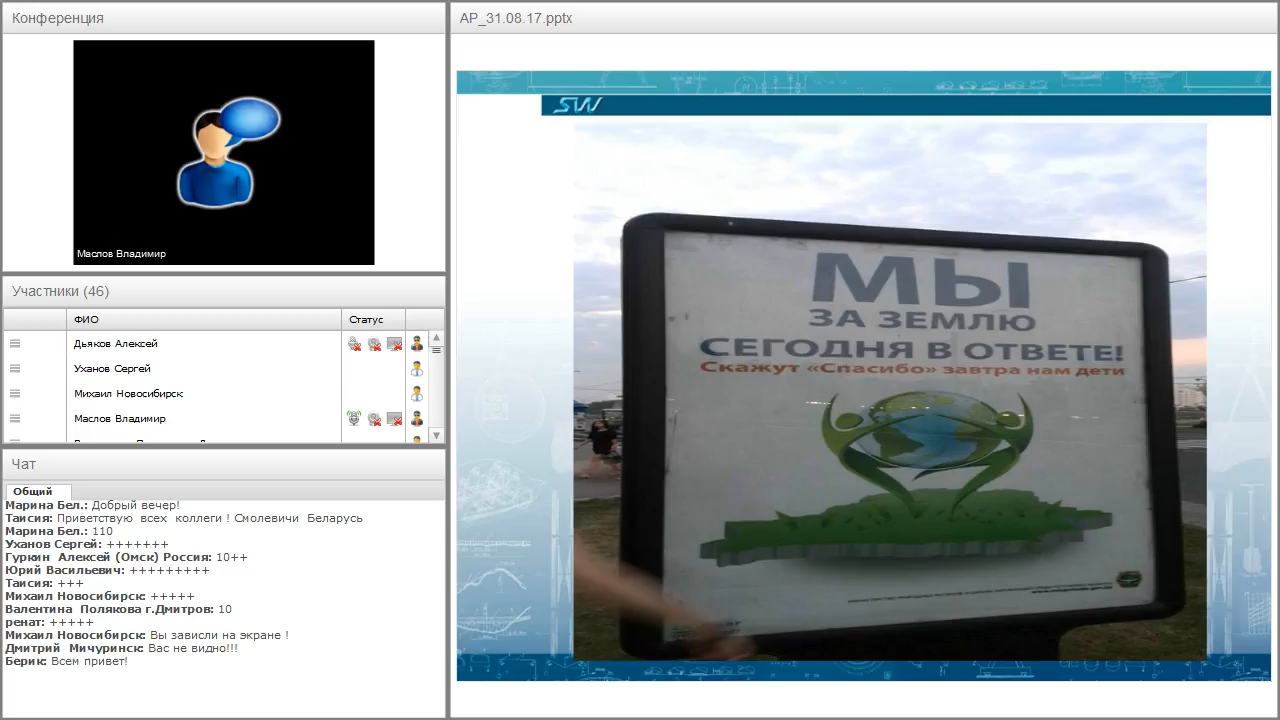 Конференция
Маслов Владимир
Участники (46)
ФИО Статус
Дьяков Алексей
Уханов Сергей
Михаил Новосибирск
Маслов Владимир
Чат
Общий
Марина Бел.: Добрый вечер!
Таисия: Приветствую всех коллеги ! Смолевичи Беларусь
Марина Бел.: 110
Уханов Сергей: +++++++
Гуркин Алексей (Омск) Россия: 10++
Юрий Васильевич: +++++++++
Таисия: +++
Михаил Новосибирск: +++++
Валентина Полякова г.Дмитров: 10
ренат: +++++
Михаил Новосибирск: Вы зависли на экране !
Дмитрий Мичуринск: Вас не видно!!!
Берик: Всем привет!
AP_31.08.17.pptx
SW
МЫ
ЗА ЗЕМЛЮ
СЕГОДНЯ В ОТВЕТЕ!
Скажут «Спасибо» завтра нам дети